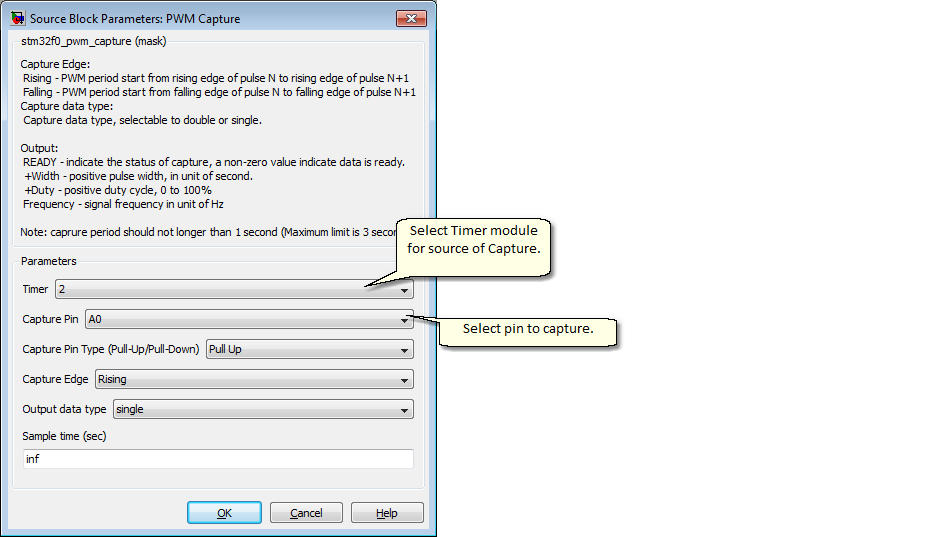 Source Block Parameters: PWM Capture
stm32f0_pwm_capture (mask)
Capture Edge:
Rising - PWM period start from rising edge of pulse N to rising edge of pulse N+1
Falling - PWM period start from falling edge of pulse N to falling edge of pulse N+1
Capture data type:
Capture data type, selectable to double or single.
Output:
READY - indicate the status of capture, a non-zero value indicate data is ready.
+Width - positive pulse width, in unit of second.
+Duty - positive duty cycle, 0 to 100%
Frequency - signal frequency in unit of Hz
Note: caprure period should not longer than 1 second (Maximum limit is 3
Select Timer module
for source of Capture.
Parameters
Timer 2
Capture Pin A0
Select pin to capture.
Capture Pin Type (Pull-Up/Pull-Down) Pull Up
Capture Edge Rising
Output data type single
Sample time (sec)
inf
OK Cancel Help